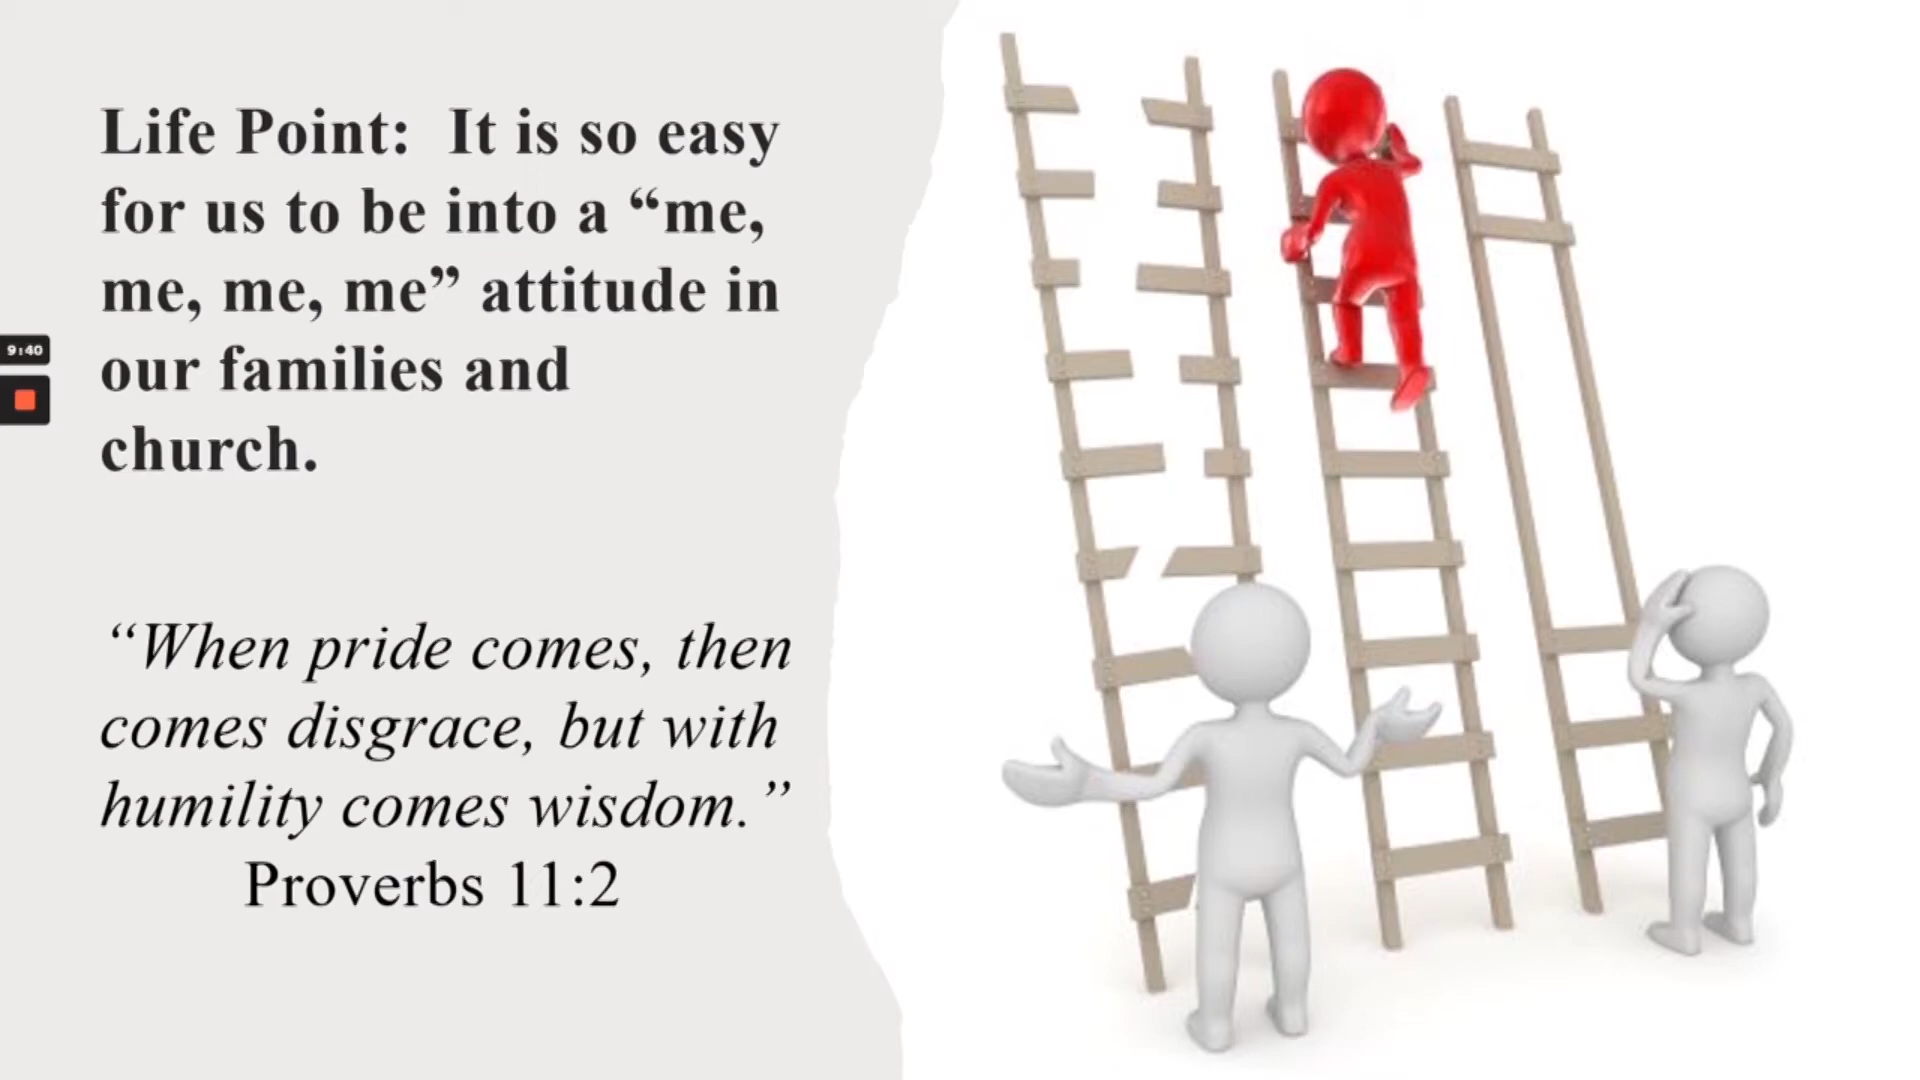 Life Point:  It is so easy
for us to be into a “me,
me, me, me” attitude in
our families and
church.
9:40
“When pride comes, then
comes disgrace, but with
humility comes wisdom.”
Proverbs 11:2